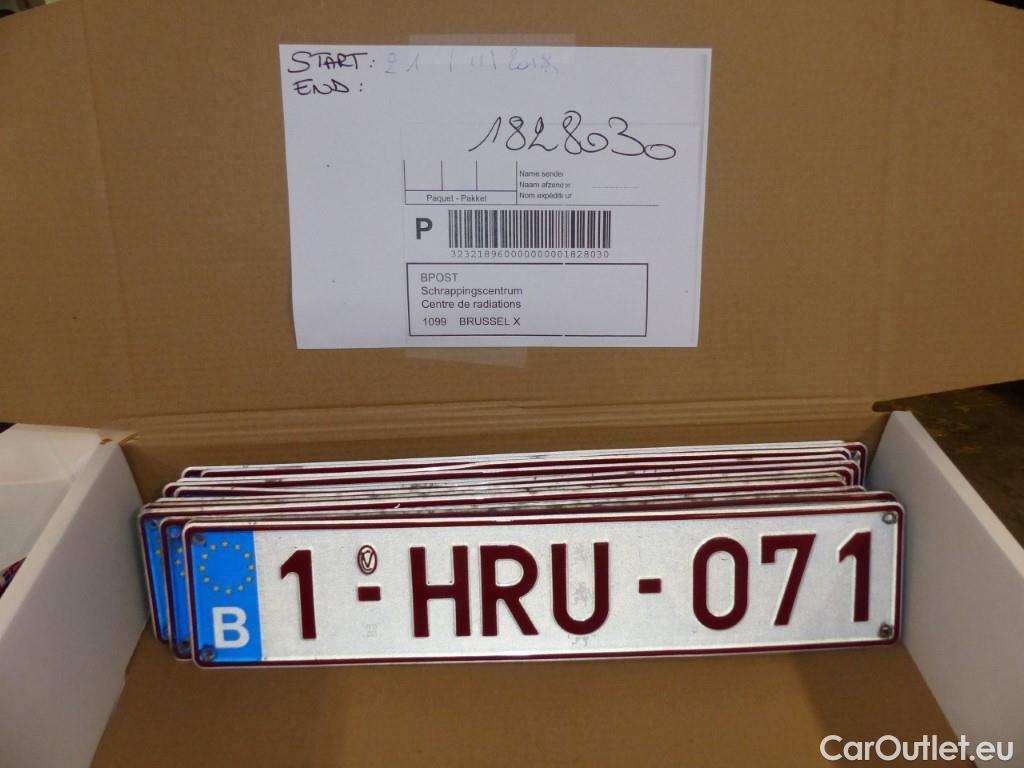 START: 21/11/2018
END:
1828030
Name sender
Naam afzender
Nom expéditeur
Paquet - Pakket
P
32321896000000001828030
BPOST
Schrappingscentrum
Centre de radiations
1099 BRUSSEL X
B 1-HRU-071
CarOutlet.eu